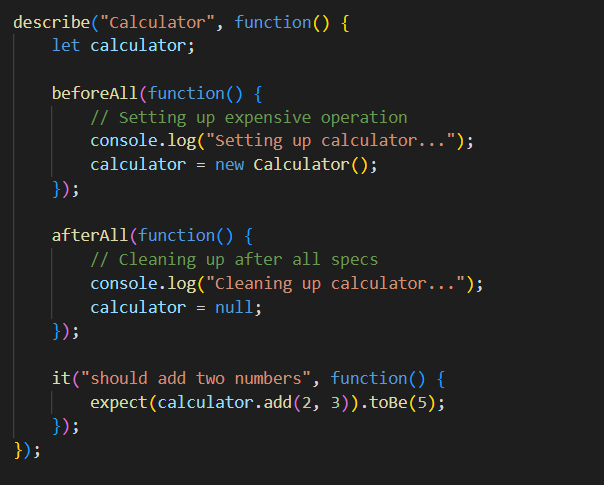 describe("Calculator", function() {
    let calculator;

    beforeAll(function() {
        // Setting up expensive operation
        console.log("Setting up calculator...");
        calculator = new Calculator();
    });

    afterAll(function() {
        // Cleaning up after all specs
        console.log("Cleaning up calculator...");
        calculator = null;
    });

    it("should add two numbers", function() {
        expect(calculator.add(2, 3)).toBe(5);
    });
});